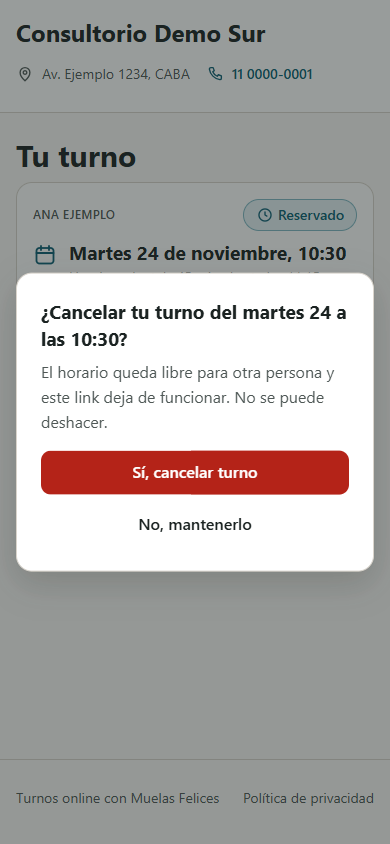 Consultorio Demo Sur
Av. Ejemplo 1234, CABA 11 0000-0001
Tu turno
ANA EJEMPLO Reservado
Martes 24 de noviembre, 10:30
¿Cancelar tu turno del martes 24 a
las 10:30?
El horario queda libre para otra persona y
este link deja de funcionar. No se puede
deshacer.
Sí, cancelar turno
No, mantenerlo
Turnos online con Muelas Felices Política de privacidad